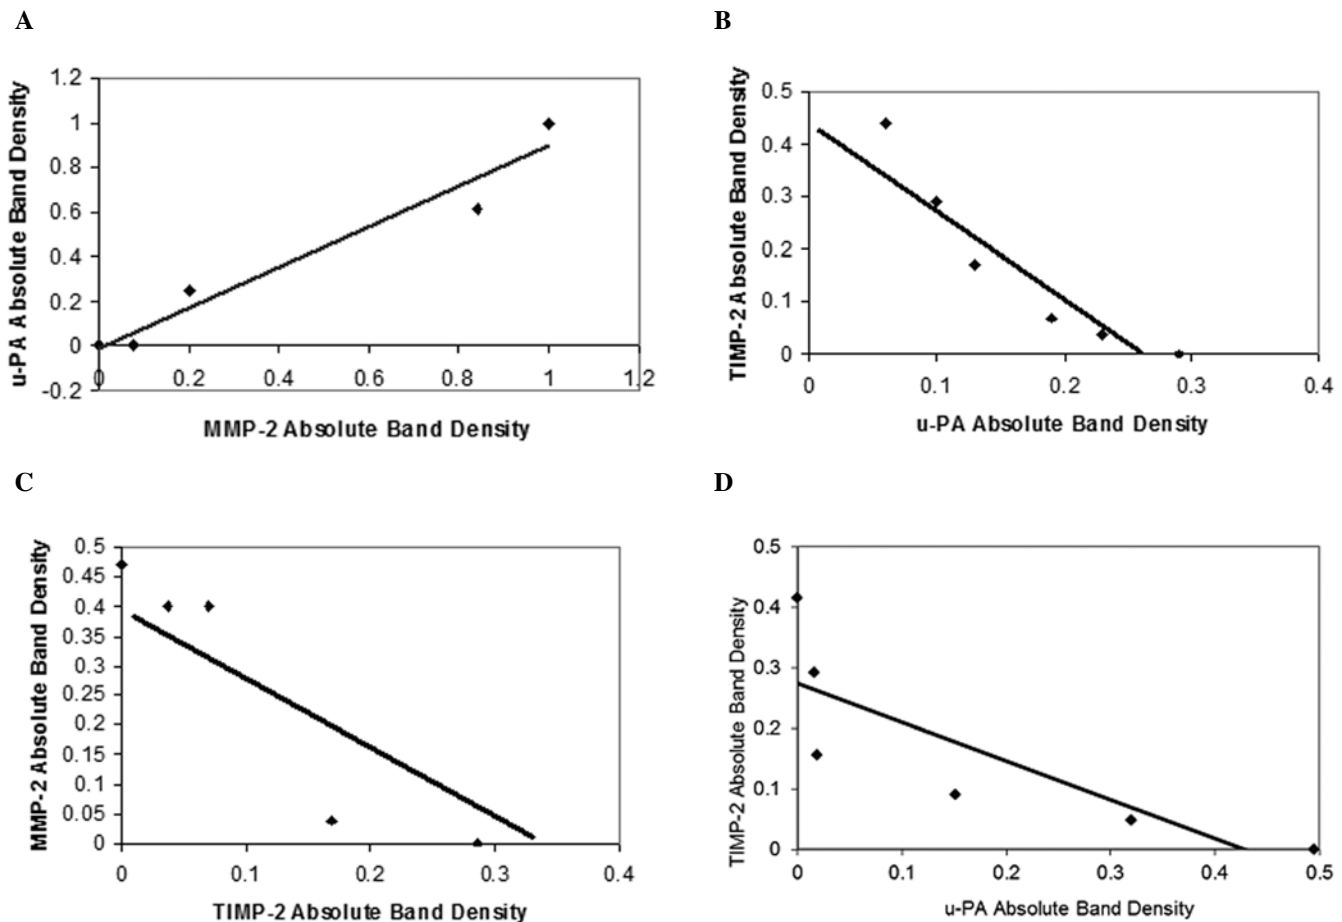 A
u-PA Absolute Band Density
1.2
1
0.8
0.6
0.4
0.2
0
-0.2
0 0.2 0.4 0.6 0.8 1 1.2
MMP-2 Absolute Band Density
B
TIMP-2 Absolute Band Density
0.5
0.4
0.3
0.2
0.1
0
0 0.1 0.2 0.3 0.4
u-PA Absolute Band Density
C
MMP-2 Absolute Band Density
0.5
0.45
0.4
0.35
0.3
0.25
0.2
0.15
0.1
0.05
0
0 0.1 0.2 0.3 0.4
TIMP-2 Absolute Band Density
D
TIMP-2 Absolute Band Density
0.5
0.4
0.3
0.2
0.1
0
0 0.1 0.2 0.3 0.4 0.5
u-PA Absolute Band Density